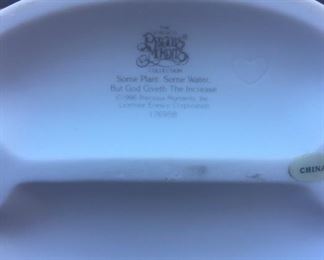 THE
Precious
Moments
COLLECTION
Some Plant, Some Water,
But God Giveth The Increase
©1996 Precious Moments, Inc.
Licensee Enesco Corporation
176958
CHINA